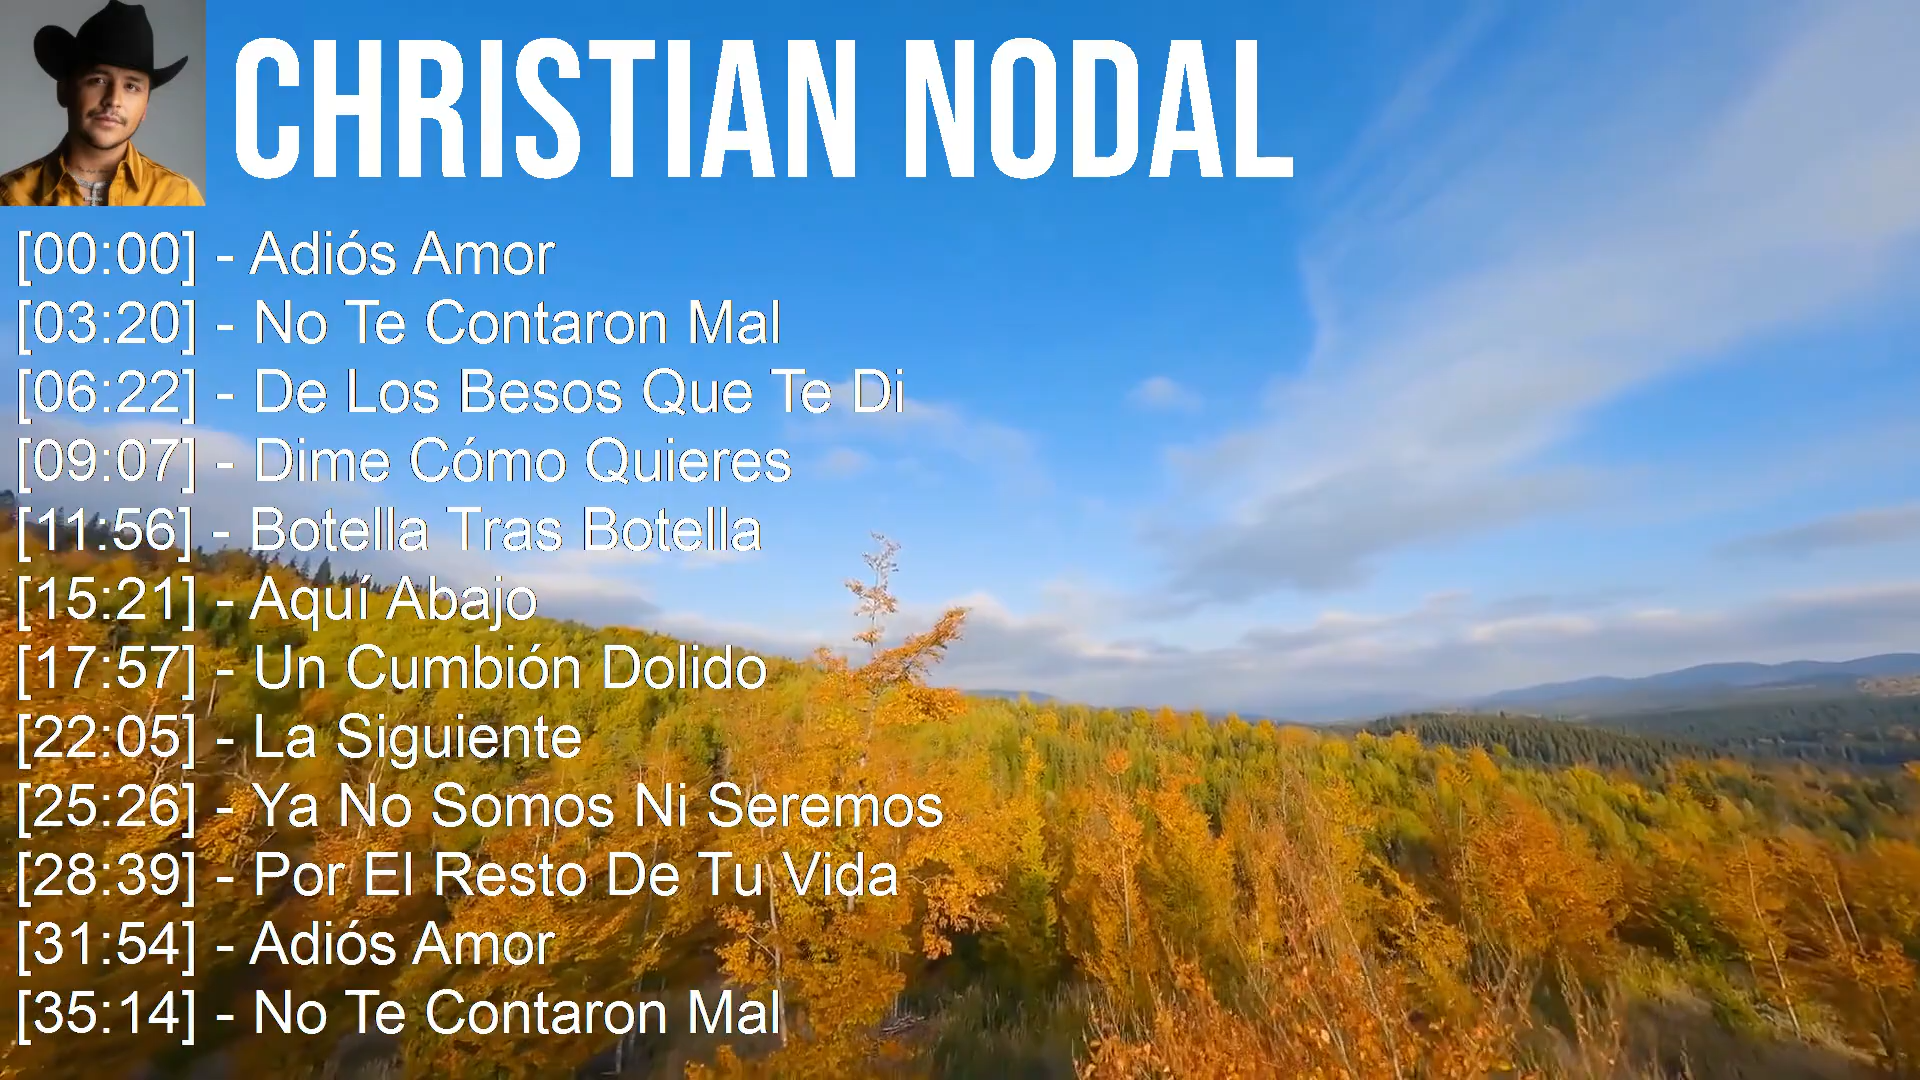 CHRISTIAN NODAL
[00:00] - Adiós Amor
[03:20] - No Te Contaron Mal
[06:22] - De Los Besos Que Te Di
[09:07] - Dime Cómo Quieres
[11:56] - Botella Tras Botella
[15:21] - Aquí Abajo
[17:57] - Un Cumbión Dolido
[22:05] - La Siguiente
[25:26] - Ya No Somos Ni Seremos
[28:39] - Por El Resto De Tu Vida
[31:54] - Adiós Amor
[35:14] - No Te Contaron Mal